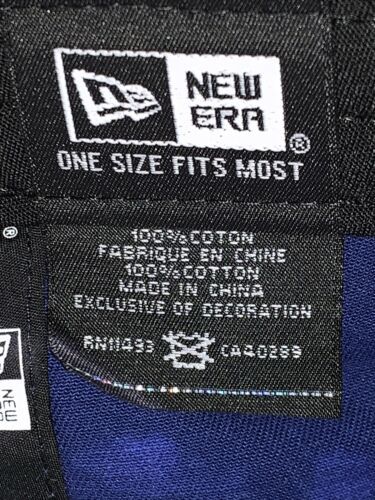 NEW
ERA
®
ONE SIZE FITS MOST
®
100%COTON
FABRIQUE EN CHINE
100%COTTON
MADE IN CHINA
EXCLUSIVE OF DECORATION
RN11493 CA40289